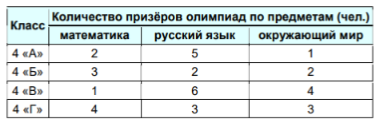 Класс Количество призёров олимпиад по предметам (чел.)
математика русский язык окружающий мир
4 «А» 2 5 1
4 «Б» 3 2 2
4 «В» 1 6 4
4 «Г» 4 3 3